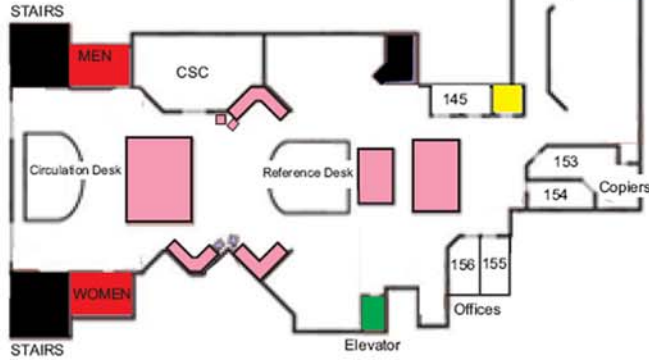 STAIRS
MEN
CSC
145
153
Circulation Desk
Reference Desk
154
Copiers
156
155
WOMEN
Offices
STAIRS
Elevator